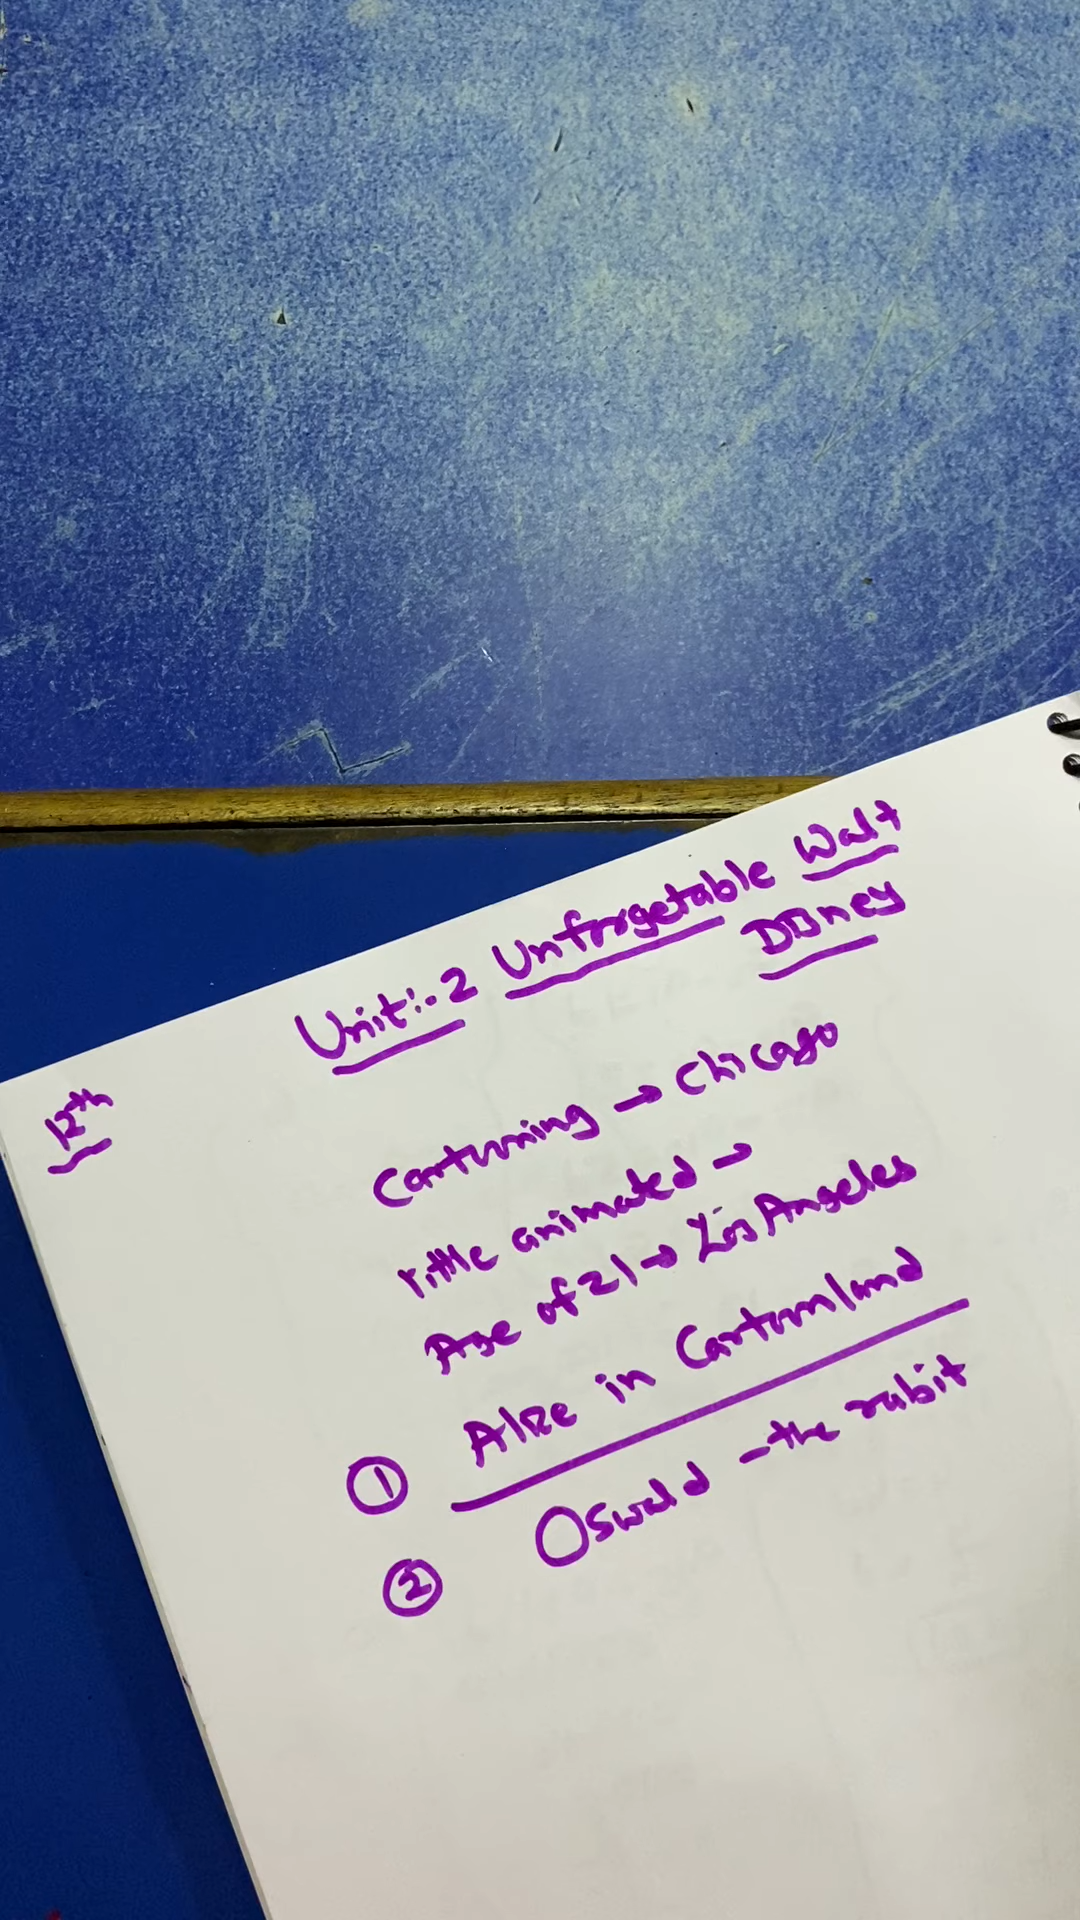 Unit:-2 Unforgetable Walt
Disney
12th
Cartooning → Chicago
little animated →
Age of 21 → Los Angeles
① Alice in Cartoonland
② Oswald - the rabit